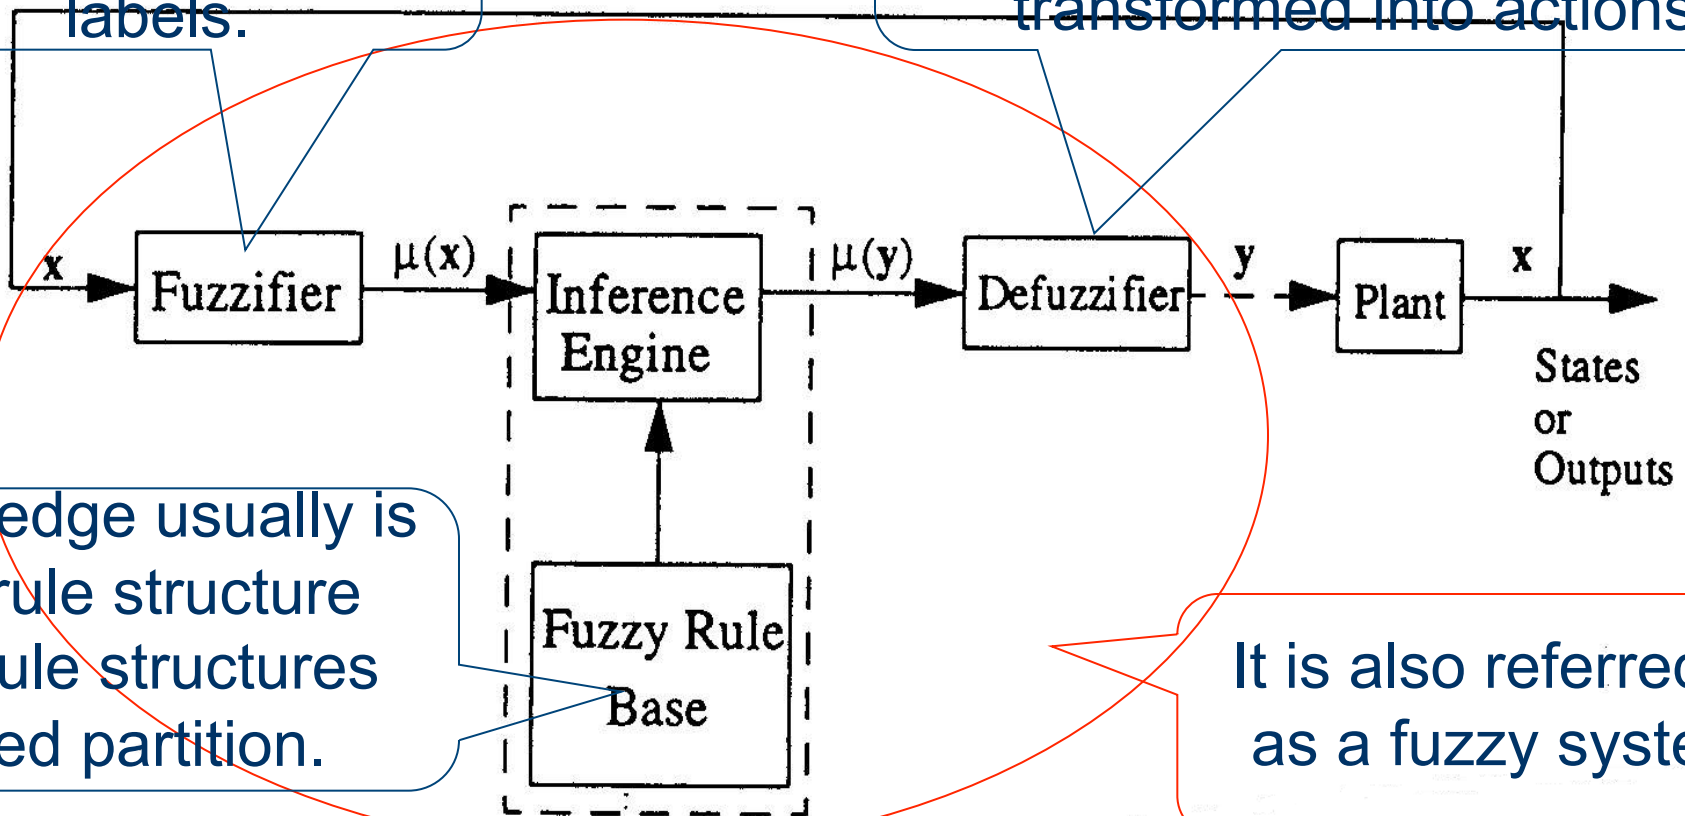 labels.
transformed into actions
x
Fuzzifier
μ(x)
Inference
Engine
μ(y)
Defuzzifier
y
Plant
x
States
or
Outputs
Fuzzy Rule
Base
edge usually is
rule structure
ule structures
ed partition.
It is also referred
as a fuzzy syste